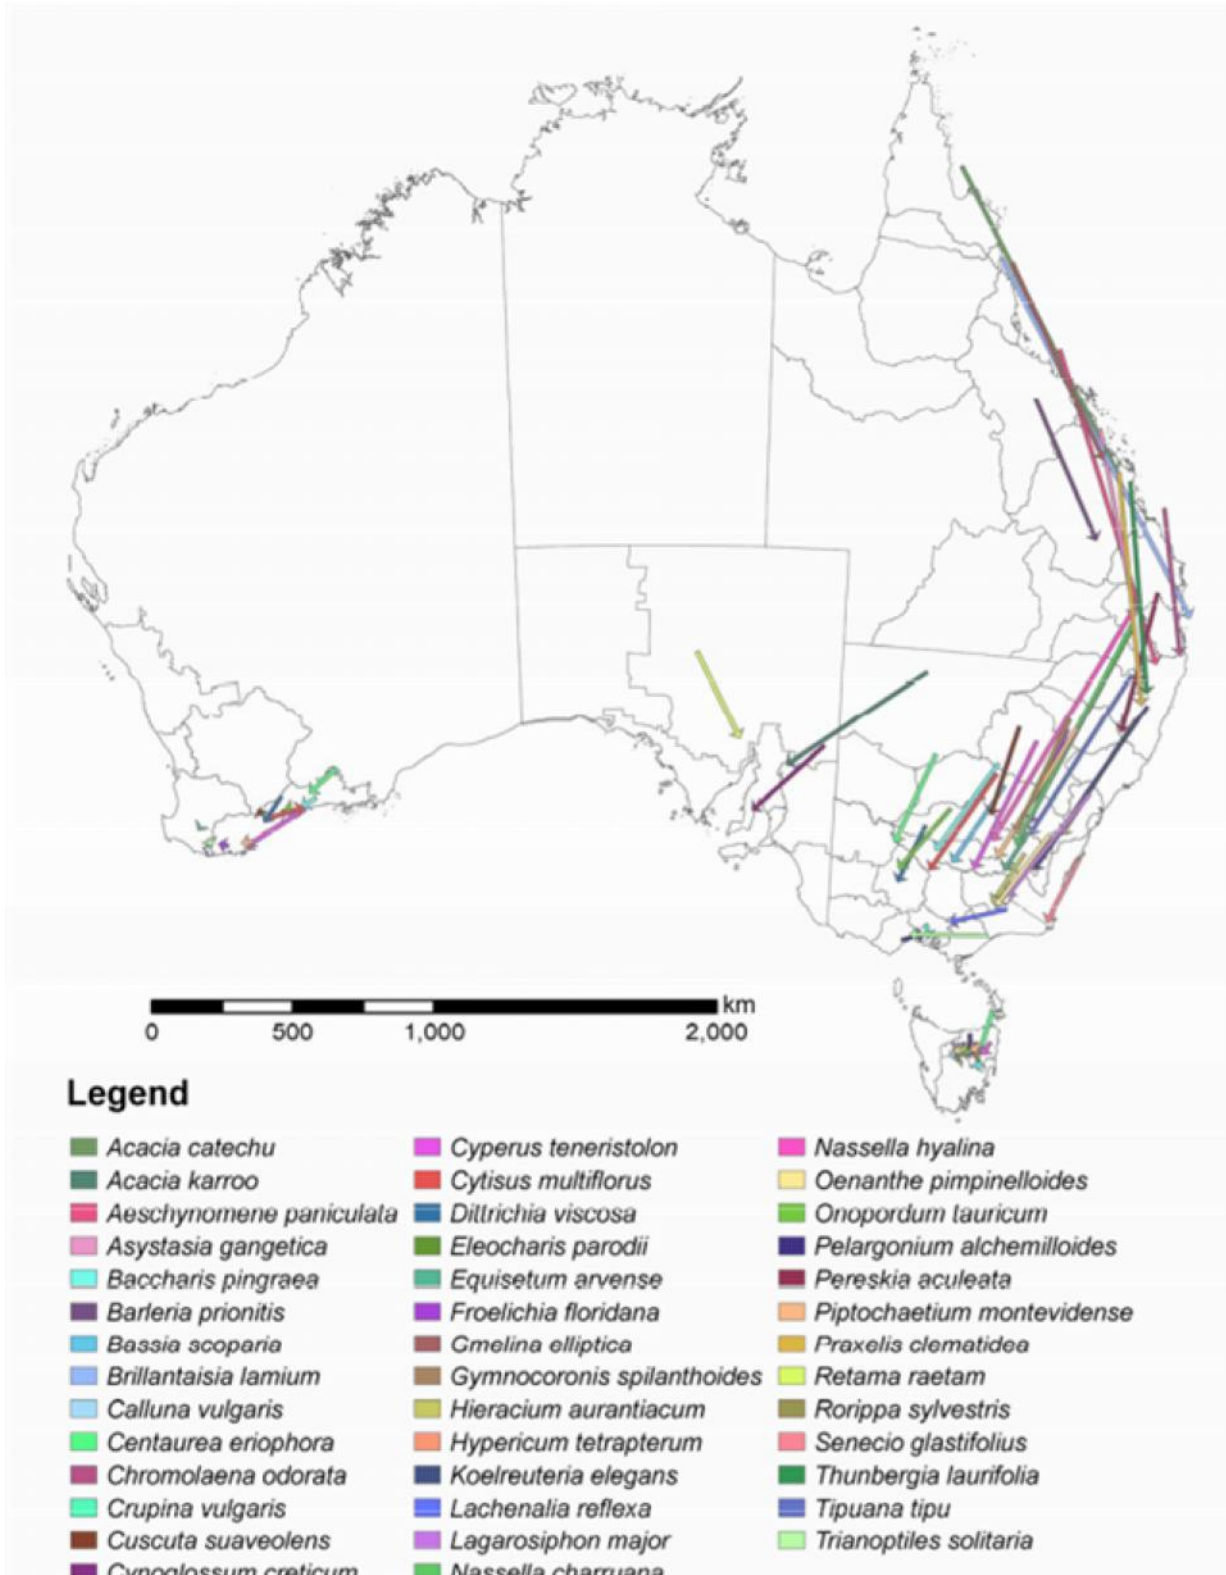 km
0 500 1,000 2,000
Legend
Acacia catechu
Acacia karroo
Aeschynomene paniculata
Asystasia gangetica
Baccharis pingraea
Barleria prionitis
Bassia scoparia
Brillantaisia lamium
Calluna vulgaris
Centaurea eriophora
Chromolaena odorata
Crupina vulgaris
Cuscuta suaveolens
Cynoglossum creticum
Cyperus teneristolon
Cytisus multiflorus
Dittrichia viscosa
Eleocharis parodii
Equisetum arvense
Froelichia floridana
Gmelina elliptica
Gymnocoronis spilanthoides
Hieracium aurantiacum
Hypericum tetrapterum
Koelreuteria elegans
Lachenalia reflexa
Lagarosiphon major
Nassella charruana
Nassella hyalina
Oenanthe pimpinelloides
Onopordum tauricum
Pelargonium alchemilloides
Pereskia aculeata
Piptochaetium montevidense
Praxelis clematidea
Retama raetam
Rorippa sylvestris
Senecio glastifolius
Thunbergia laurifolia
Tipuana tipu
Trianoptiles solitaria